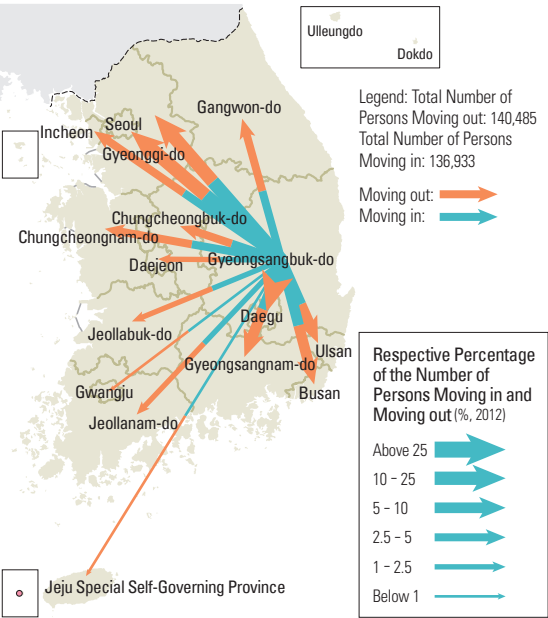 Ulleungdo
Dokdo
Gangwon-do
Seoul
Incheon
Gyeonggi-do
Legend: Total Number of
Persons Moving out: 140,485
Total Number of Persons
Moving in: 136,933
Moving out:
Moving in:
Chungcheongbuk-do
Chungcheongnam-do
Daejeon
Gyeongsangbuk-do
Daegu
Jeollabuk-do
Ulsan
Gyeongsangnam-do
Gwangju
Busan
Jeollanam-do
Respective Percentage
of the Number of
Persons Moving in and
Moving out (%, 2012)
Above 25
10 – 25
5 – 10
2.5 – 5
1 – 2.5
Below 1
Jeju Special Self-Governing Province